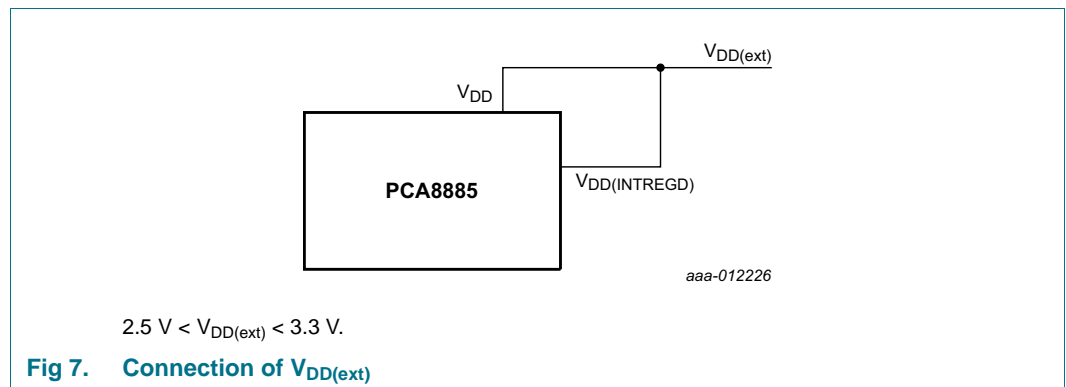 VDD(ext)
VDD
PCA8885
VDD(INTREGD)
aaa-012226
2.5 V < VDD(ext) < 3.3 V.
Fig 7. Connection of VDD(ext)